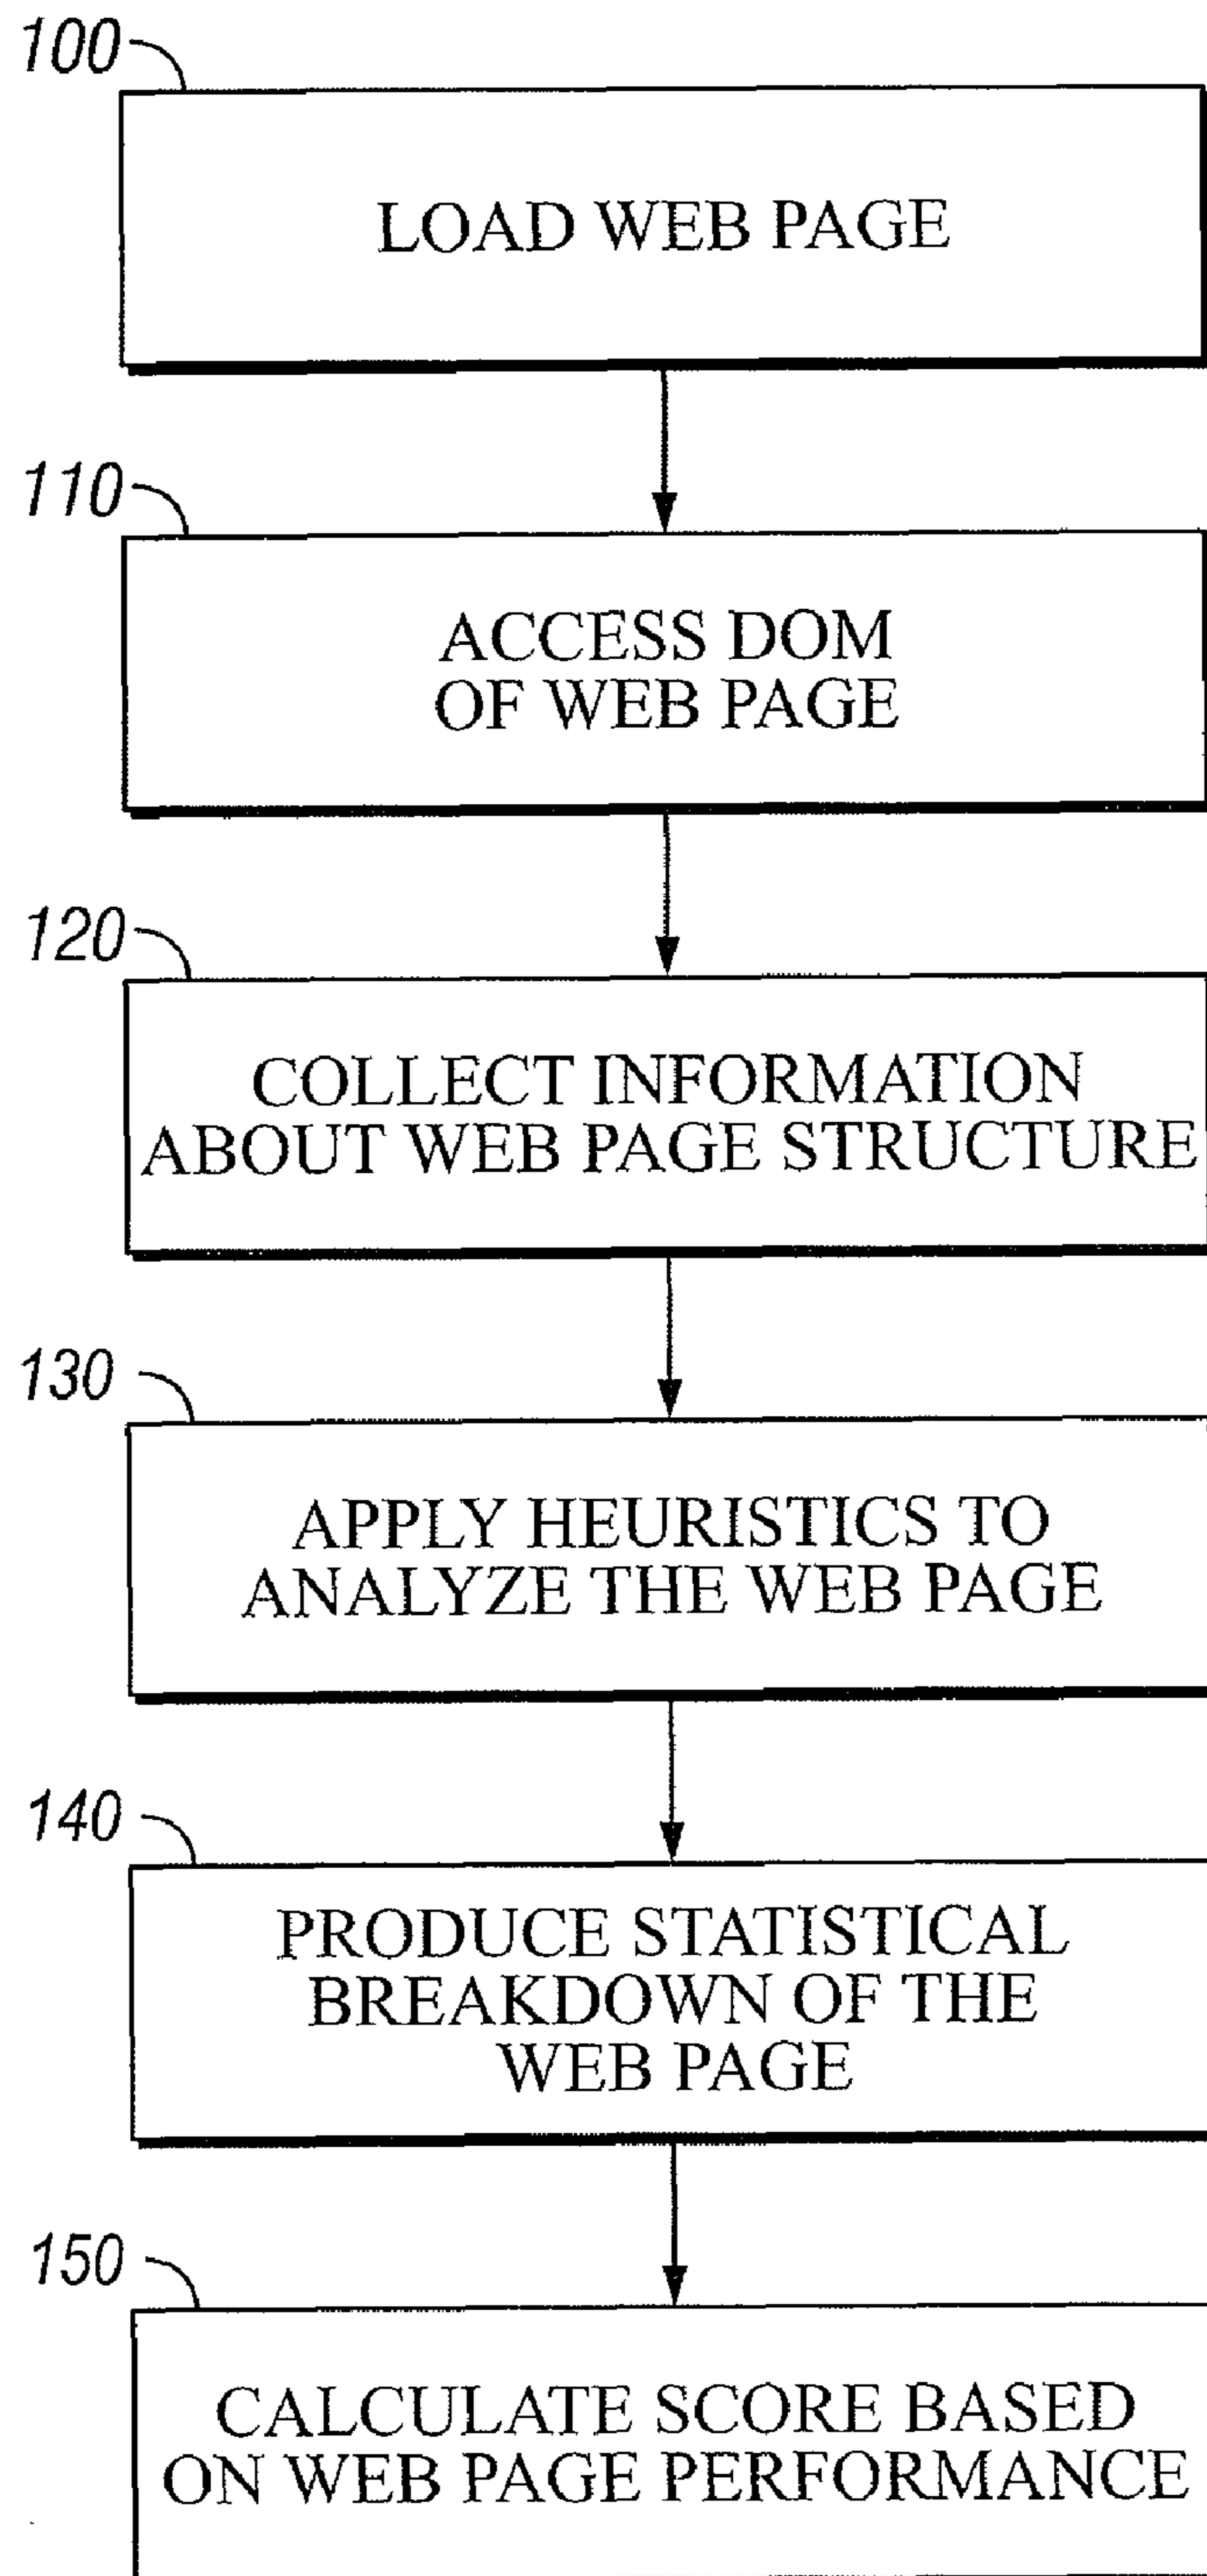 100
LOAD WEB PAGE
110
ACCESS DOM
OF WEB PAGE
120
COLLECT INFORMATION
ABOUT WEB PAGE STRUCTURE
130
APPLY HEURISTICS TO
ANALYZE THE WEB PAGE
140
PRODUCE STATISTICAL
BREAKDOWN OF THE
WEB PAGE
150
CALCULATE SCORE BASED
ON WEB PAGE PERFORMANCE